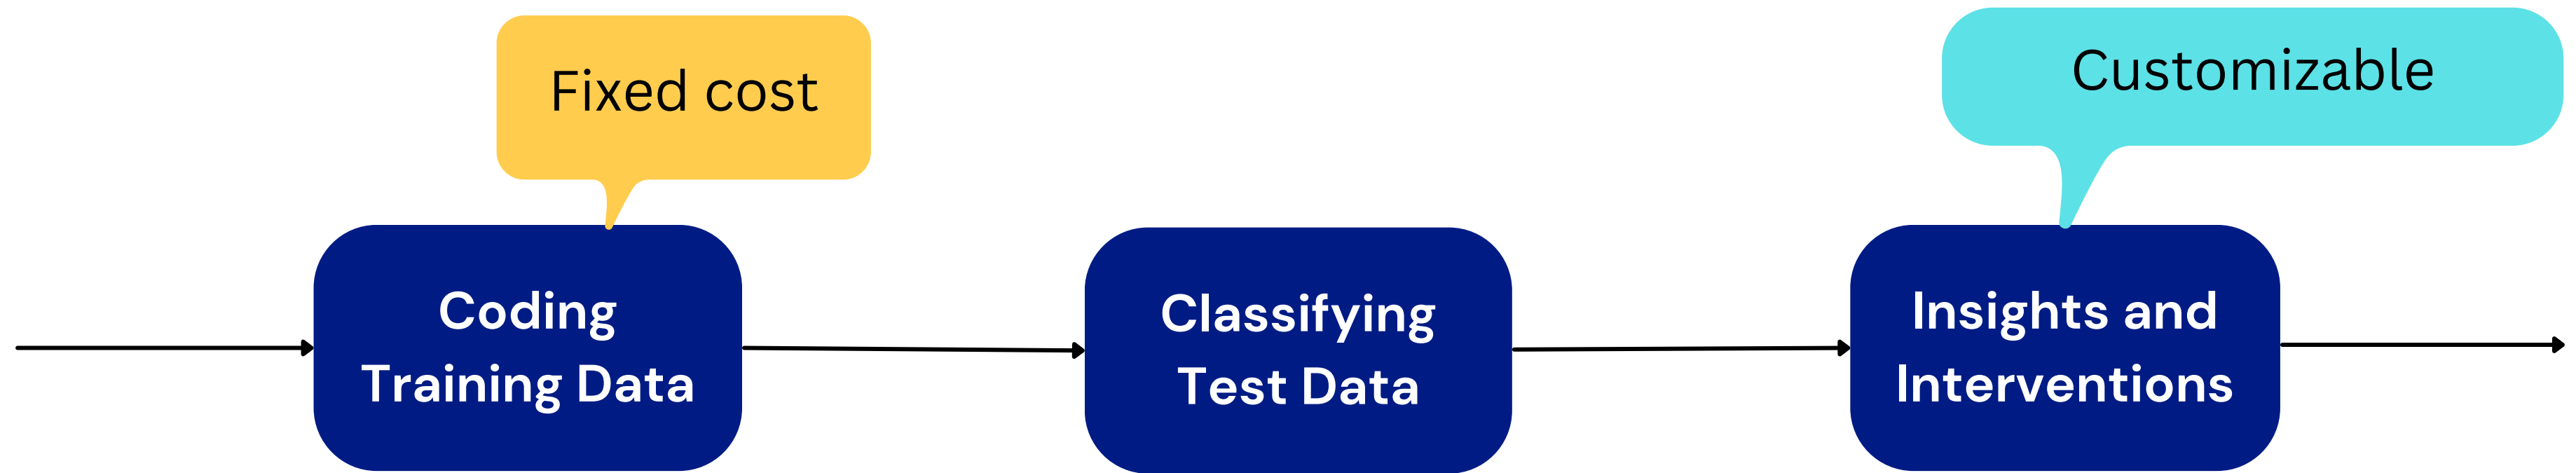 Fixed cost
Customizable
Coding
Training Data
Classifying
Test Data
Insights and
Interventions